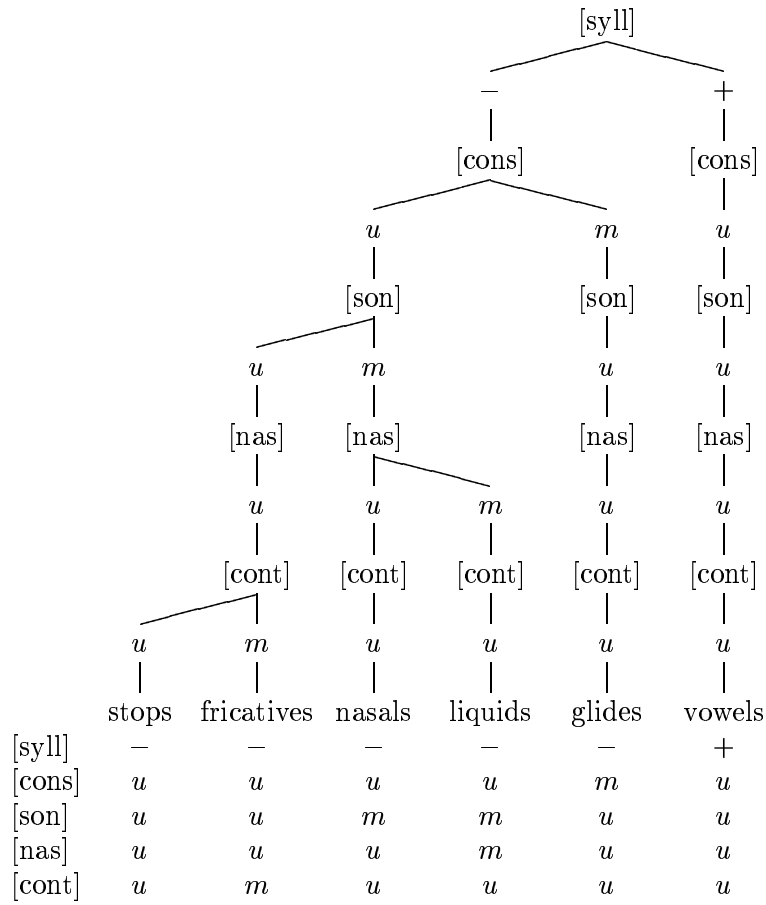 [syll]
− +
[cons] [cons]
u m u
[son] [son] [son]
u m u u
[nas] [nas] [nas] [nas]
u u m u u
[cont] [cont] [cont] [cont] [cont]
u m u u u u
stops fricatives nasals liquids glides vowels
[syll] − − − − − +
[cons] u u u u m u
[son] u u m m u u
[nas] u u u m u u
[cont] u m u u u u